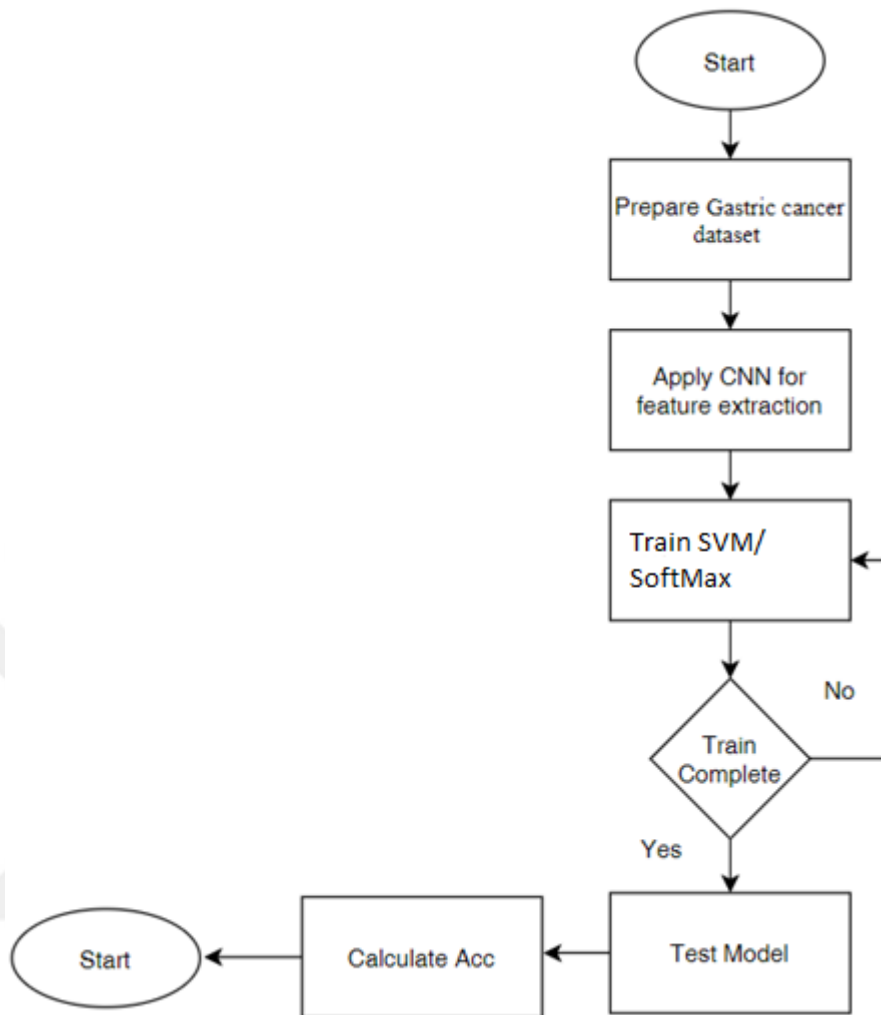 Start
Prepare Gastric cancer
dataset
Apply CNN for
feature extraction
Train SVM/
SoftMax
No
Train
Complete
Yes
Test Model
Calculate Acc
Start